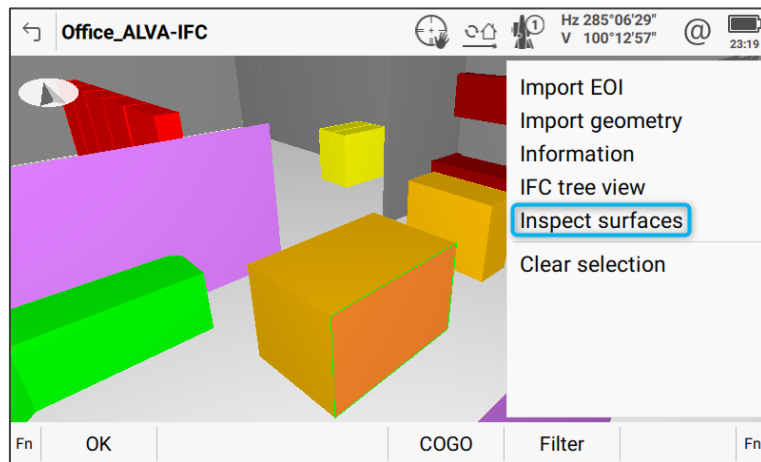 Office_ALVA-IFC
1
Hz 285°06'29"
V 100°12'57"
@
23:19
Import EOI
Import geometry
Information
IFC tree view
Inspect surfaces
Clear selection
Fn OK COGO Filter Fn